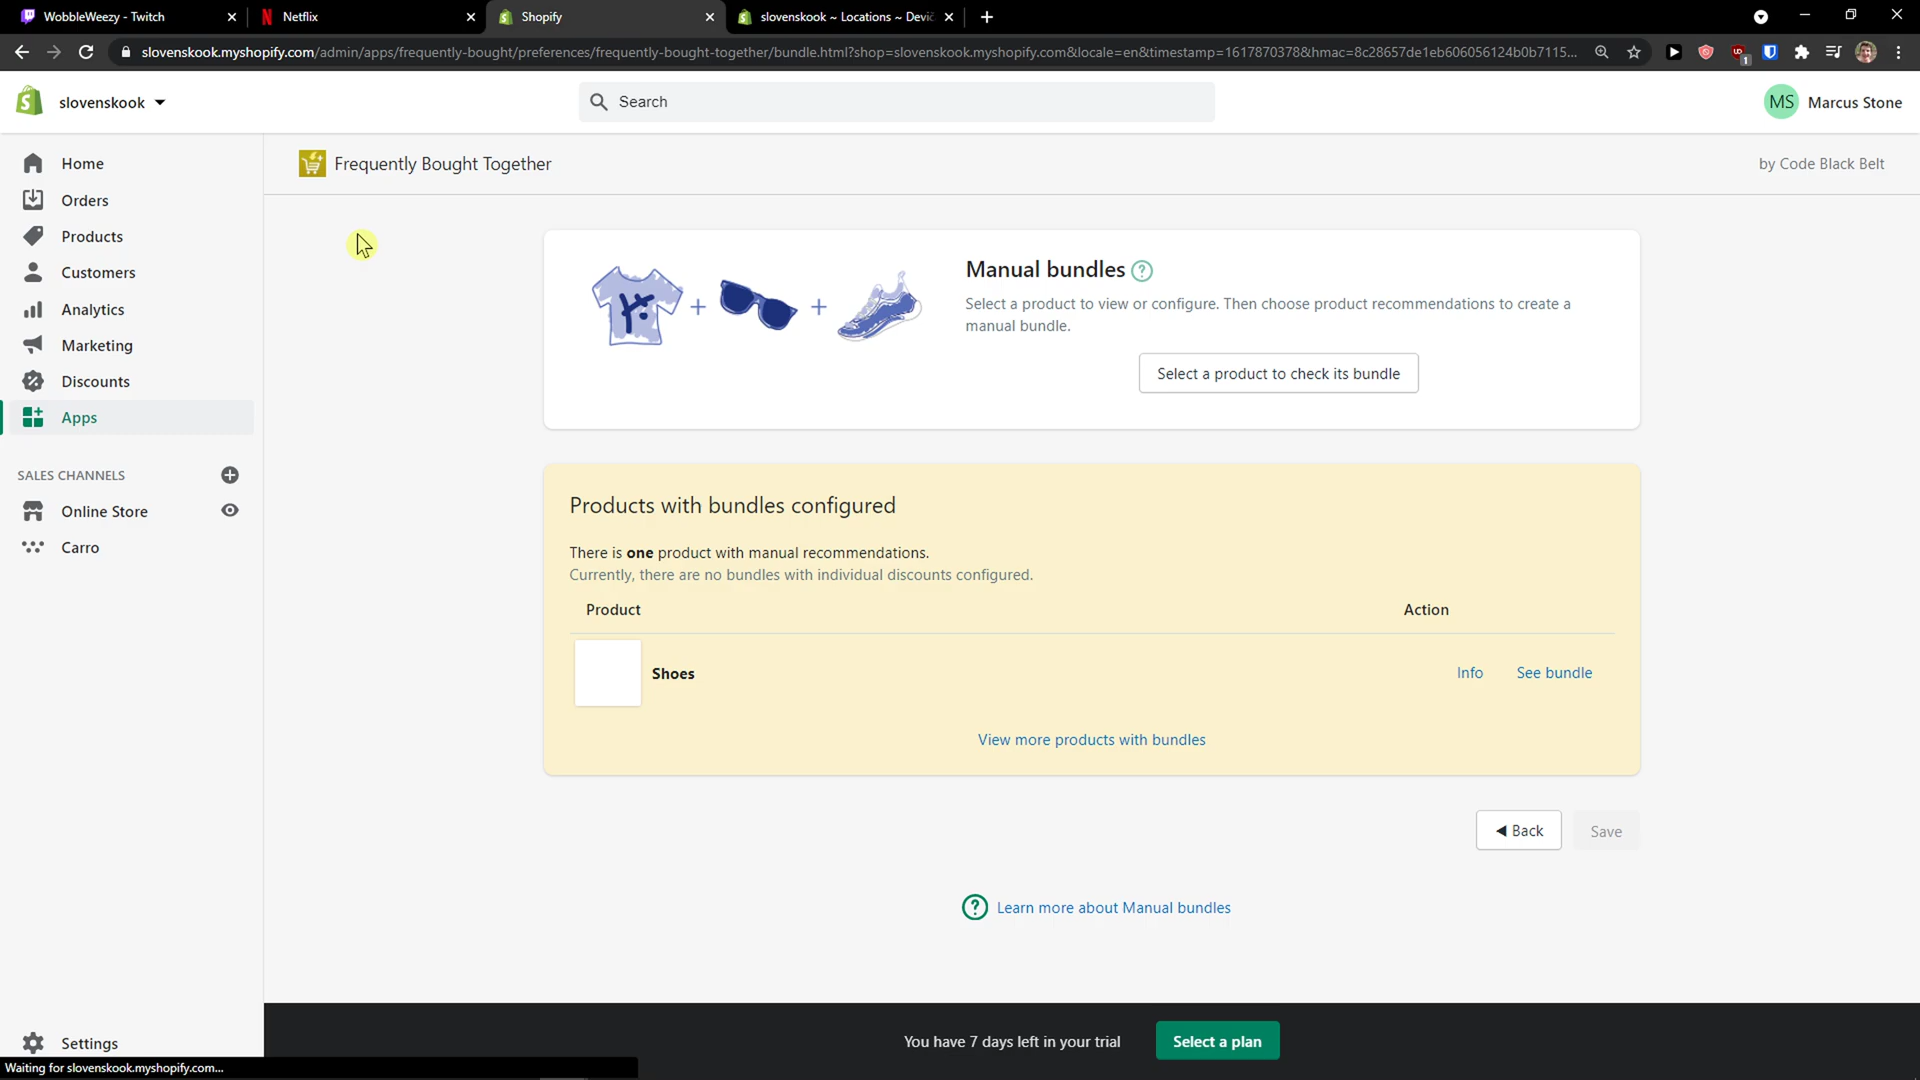 WobbleWeezy - Twitch
Netflix
Shopify
slovenskook ~ Locations ~ Devic
slovenskook.myshopify.com/admin/apps/frequently-bought/preferences/frequently-bought-together/bundle.html?shop=slovenskook.myshopify.com&locale=en&timestamp=1617870378&hmac=8c28657de1eb606056124b0b7115...
1
slovenskook
Search
MS
Marcus Stone
Home
Orders
Products
Customers
Analytics
Marketing
Discounts
Apps
SALES CHANNELS
Online Store
Carro
Settings
Frequently Bought Together
by Code Black Belt
Manual bundles
Select a product to view or configure. Then choose product recommendations to create a
manual bundle.
Select a product to check its bundle
Products with bundles configured
There is one product with manual recommendations.
Currently, there are no bundles with individual discounts configured.
Product
Action
Shoes
Info
See bundle
View more products with bundles
◀ Back
Save
Learn more about Manual bundles
You have 7 days left in your trial
Select a plan
Waiting for slovenskook.myshopify.com...